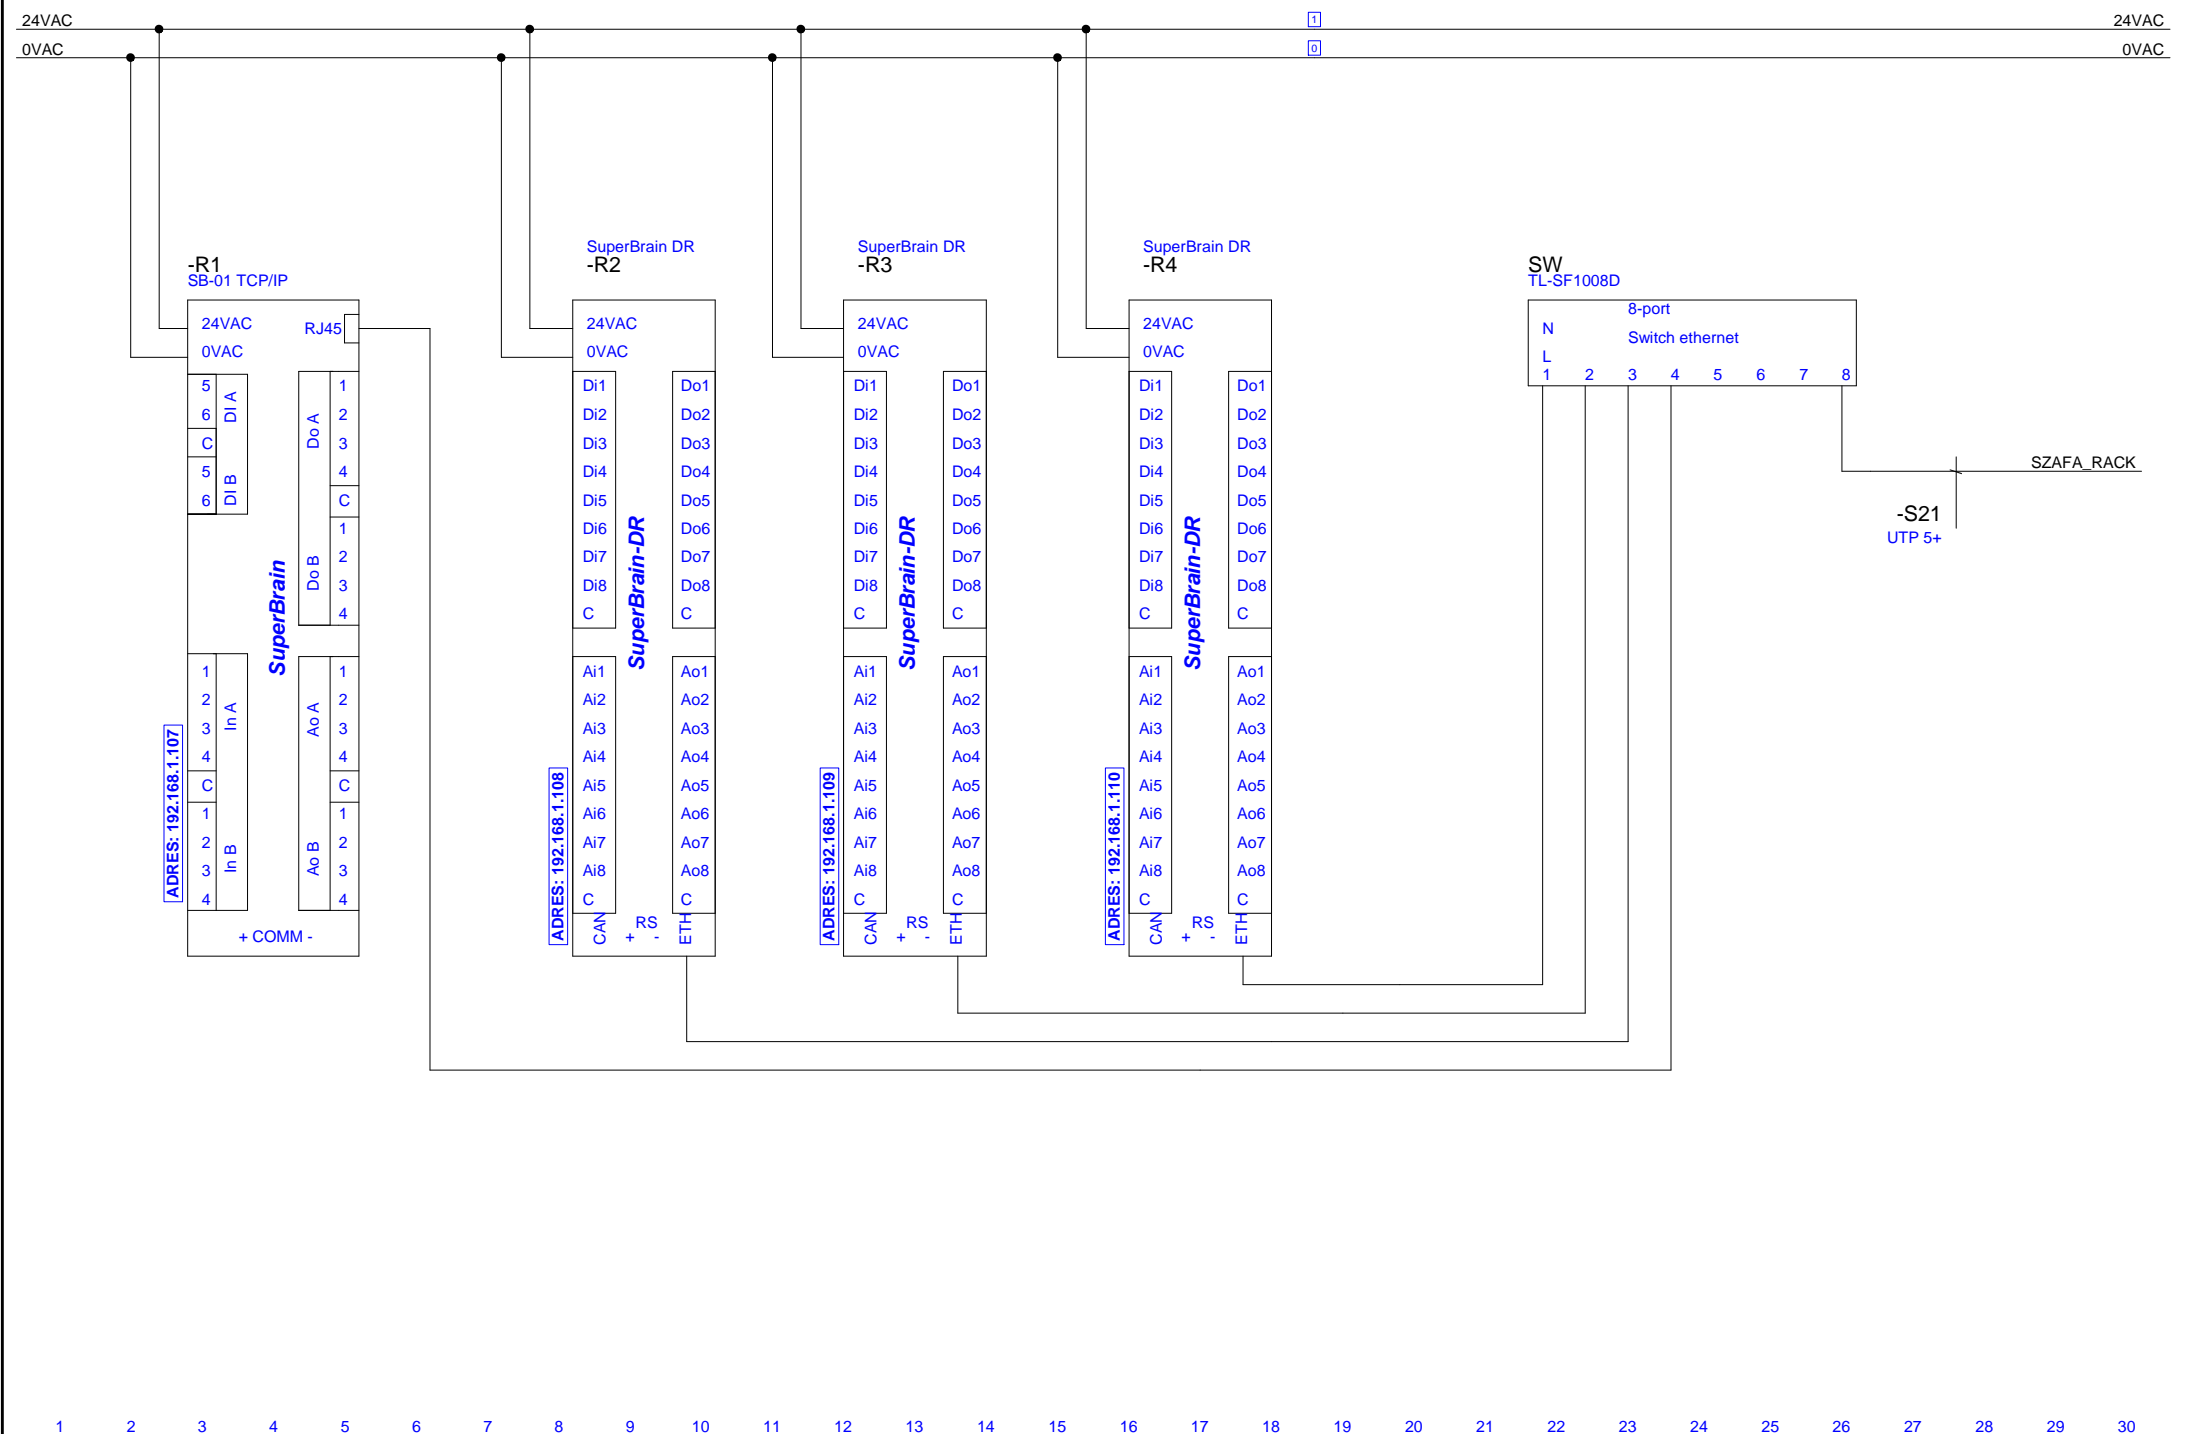 24VAC
1
24VAC
0VAC
0
0VAC
-R1
SB-01 TCP/IP
24VAC
RJ45
0VAC
5
6
C
5
6
DI A
DI B
Do A
Do B
1
2
3
4
C
1
2
3
4
SuperBrain
1
2
3
4
C
1
2
3
4
In A
In B
Ao A
Ao B
1
2
3
4
C
1
2
3
4
+ COMM -
ADRES: 192.168.1.107
SuperBrain DR
-R2
24VAC
0VAC
Di1
Di2
Di3
Di4
Di5
Di6
Di7
Di8
C
Do1
Do2
Do3
Do4
Do5
Do6
Do7
Do8
C
SuperBrain-DR
Ai1
Ai2
Ai3
Ai4
Ai5
Ai6
Ai7
Ai8
C
Ao1
Ao2
Ao3
Ao4
Ao5
Ao6
Ao7
Ao8
C
CAN
RS
+ -
ETH
ADRES: 192.168.1.108
SuperBrain DR
-R3
24VAC
0VAC
Di1
Di2
Di3
Di4
Di5
Di6
Di7
Di8
C
Do1
Do2
Do3
Do4
Do5
Do6
Do7
Do8
C
SuperBrain-DR
Ai1
Ai2
Ai3
Ai4
Ai5
Ai6
Ai7
Ai8
C
Ao1
Ao2
Ao3
Ao4
Ao5
Ao6
Ao7
Ao8
C
CAN
RS
+ -
ETH
ADRES: 192.168.1.109
SuperBrain DR
-R4
24VAC
0VAC
Di1
Di2
Di3
Di4
Di5
Di6
Di7
Di8
C
Do1
Do2
Do3
Do4
Do5
Do6
Do7
Do8
C
SuperBrain-DR
Ai1
Ai2
Ai3
Ai4
Ai5
Ai6
Ai7
Ai8
C
Ao1
Ao2
Ao3
Ao4
Ao5
Ao6
Ao7
Ao8
C
CAN
RS
+ -
ETH
ADRES: 192.168.1.110
SW
TL-SF1008D
8-port
N
Switch ethernet
L
1 2 3 4 5 6 7 8
SZAFA_RACK
-S21
UTP 5+
1 2 3 4 5 6 7 8 9 10 11 12 13 14 15 16 17 18 19 20 21 22 23 24 25 26 27 28 29 30